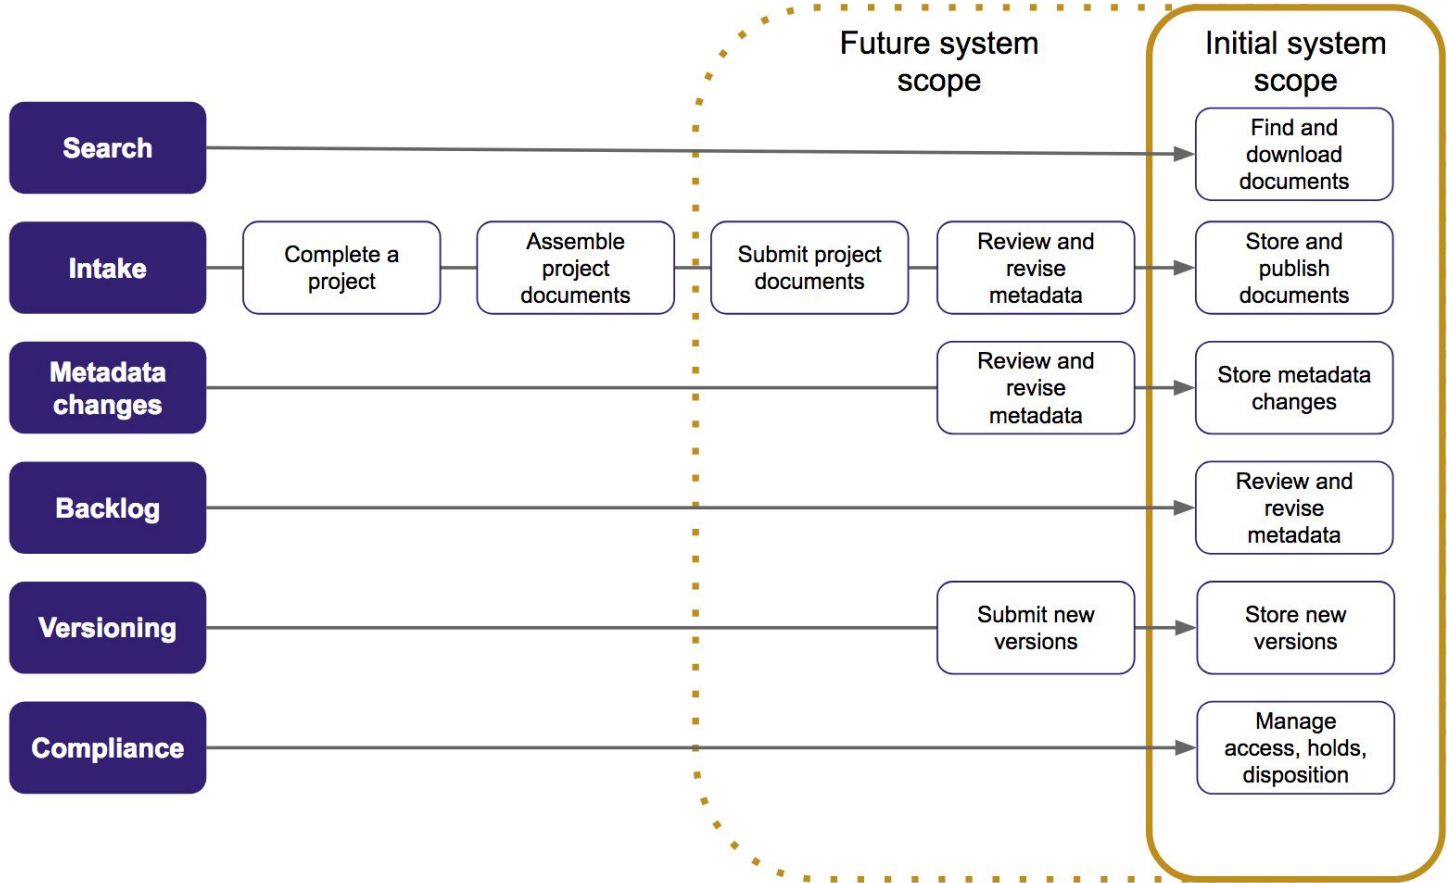 Future system
scope
Initial system
scope
Search
Find and
download
documents
Intake
Complete a
project
Assemble
project
documents
Submit project
documents
Review and
revise
metadata
Store and
publish
documents
Metadata
changes
Review and
revise
metadata
Store metadata
changes
Backlog
Review and
revise
metadata
Versioning
Submit new
versions
Store new
versions
Compliance
Manage
access, holds,
disposition